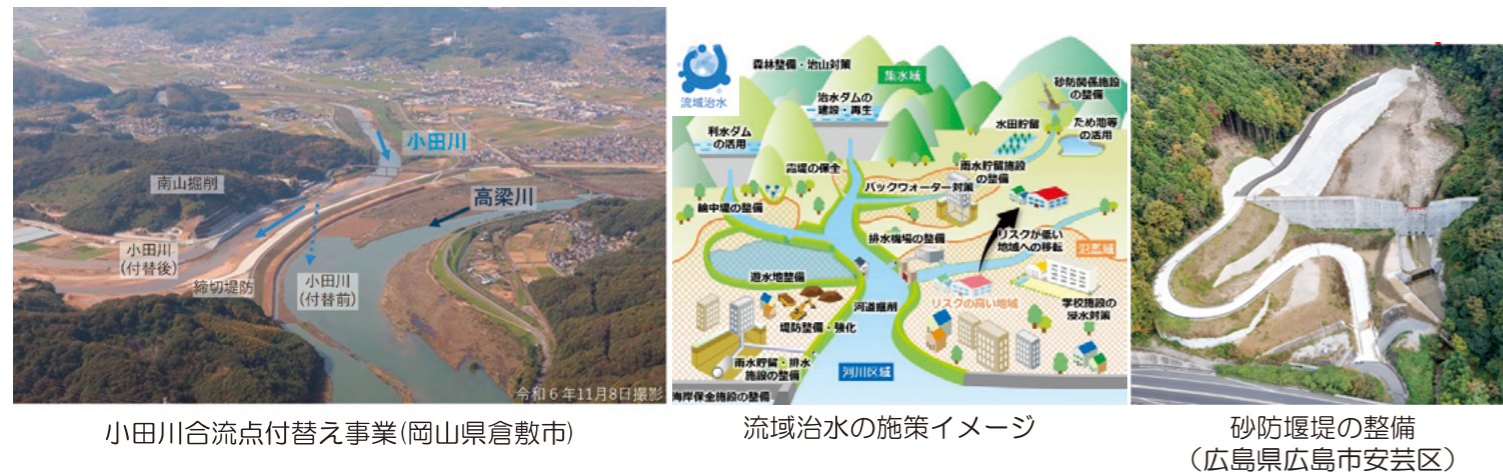 小田川
南山掘削
高梁川
小田川
(付替後)
小田川
(付替前)
締切堤防
令和6年11月8日撮影
小田川合流点付替え事業(岡山県倉敷市)
流域治水
森林整備・治山対策
集水域
砂防関係施設
の整備
治水ダムの
建設・再生
水田貯留
ため池等
の活用
利水ダム
の活用
霞堤の保全
雨水貯留施設
の整備
バックウォーター対策
輪中堤の整備
リスクが低い
地域への移転
排水機場の整備
氾濫域
遊水地整備
リスクの高い地域
学校施設の
浸水対策
河道掘削
堤防整備・強化
雨水貯留・排水
施設の整備
河川区域
海岸保全施設の整備
流域治水の施策イメージ
砂防堰堤の整備
（広島県広島市安芸区）